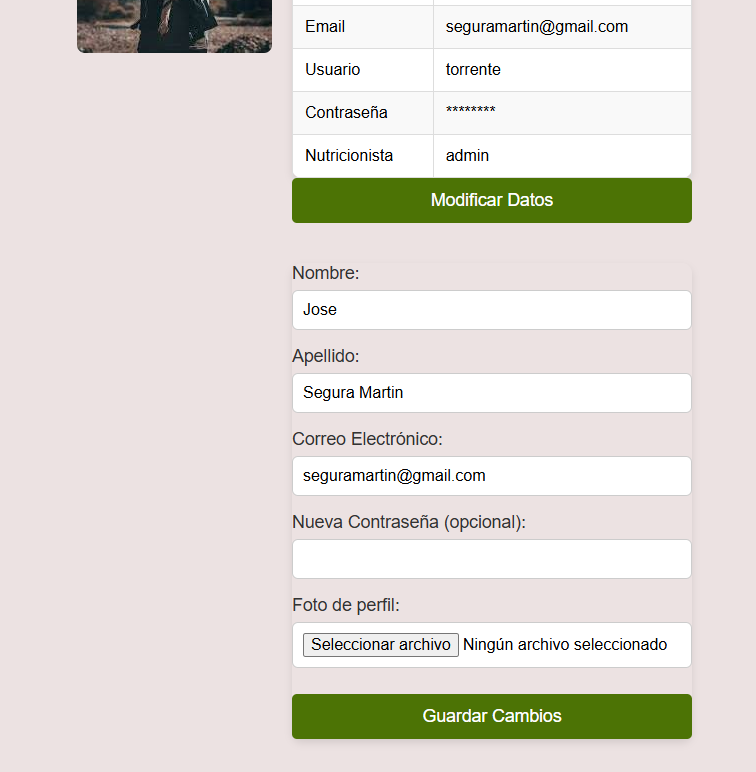 Email seguramartin@gmail.com
Usuario torrente
Contraseña ********
Nutricionista admin
Modificar Datos
Nombre:
Jose
Apellido:
Segura Martin
Correo Electrónico:
seguramartin@gmail.com
Nueva Contraseña (opcional):
Foto de perfil:
Seleccionar archivo Ningún archivo seleccionado
Guardar Cambios